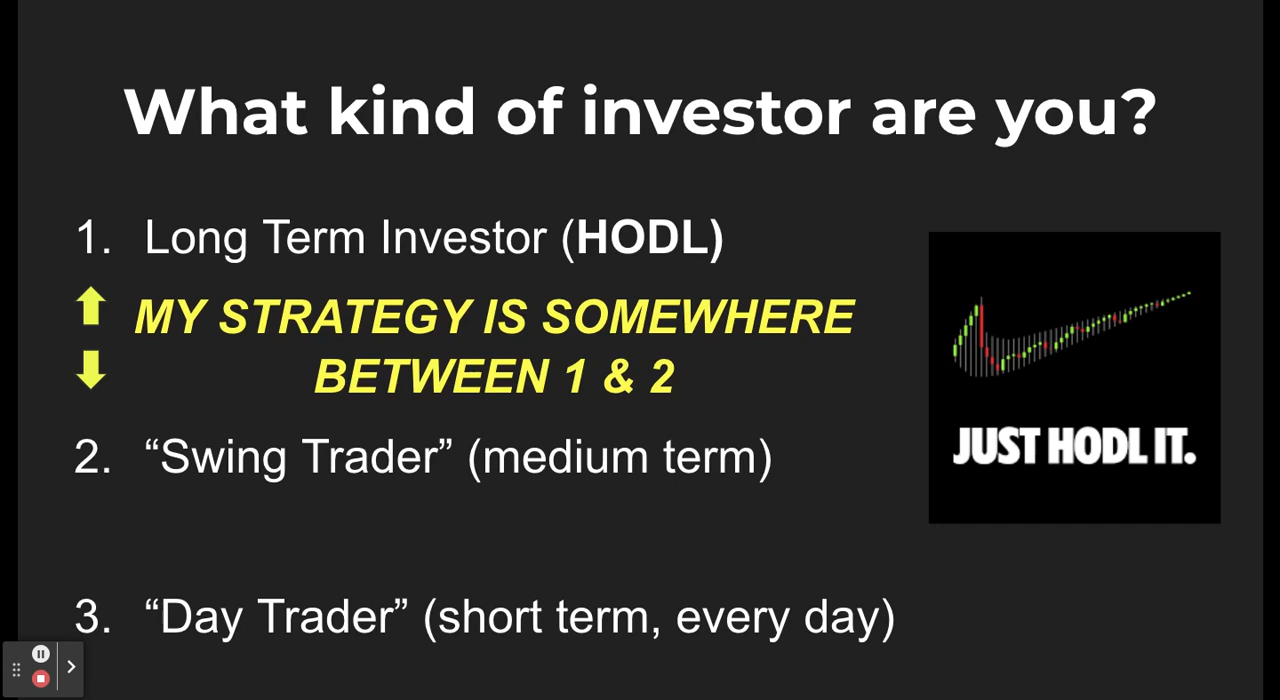 What kind of investor are you?
1. Long Term Investor (HODL)
MY STRATEGY IS SOMEWHERE
BETWEEN 1 & 2
2. “Swing Trader” (medium term)
3. “Day Trader” (short term, every day)
JUST HODL IT.